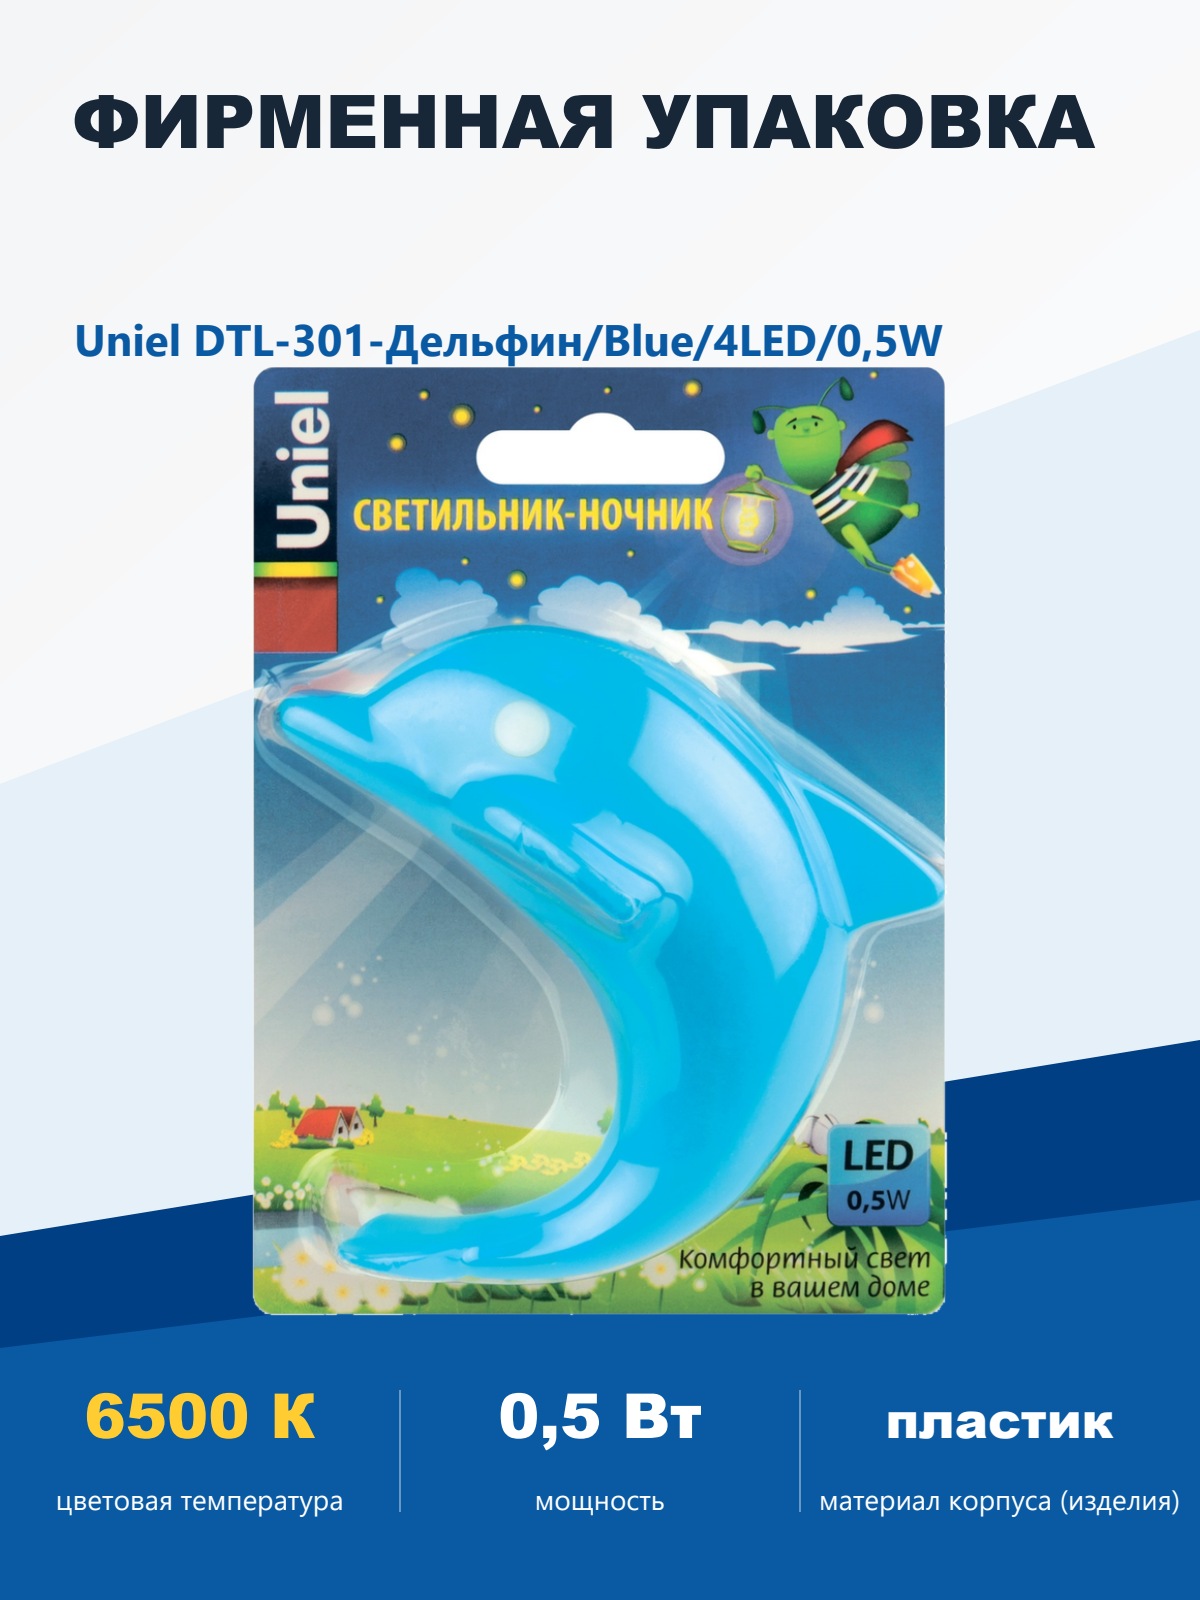 ФИРМЕННАЯ УПАКОВКА
Uniel DTL-301-Дельфин/Blue/4LED/0,5W
Uniel
СВЕТИЛЬНИК-НОЧНИК
LED
0,5W
Комфортный свет
в вашем доме
6500 К
цветовая температура
0,5 Вт
мощность
пластик
материал корпуса (изделия)